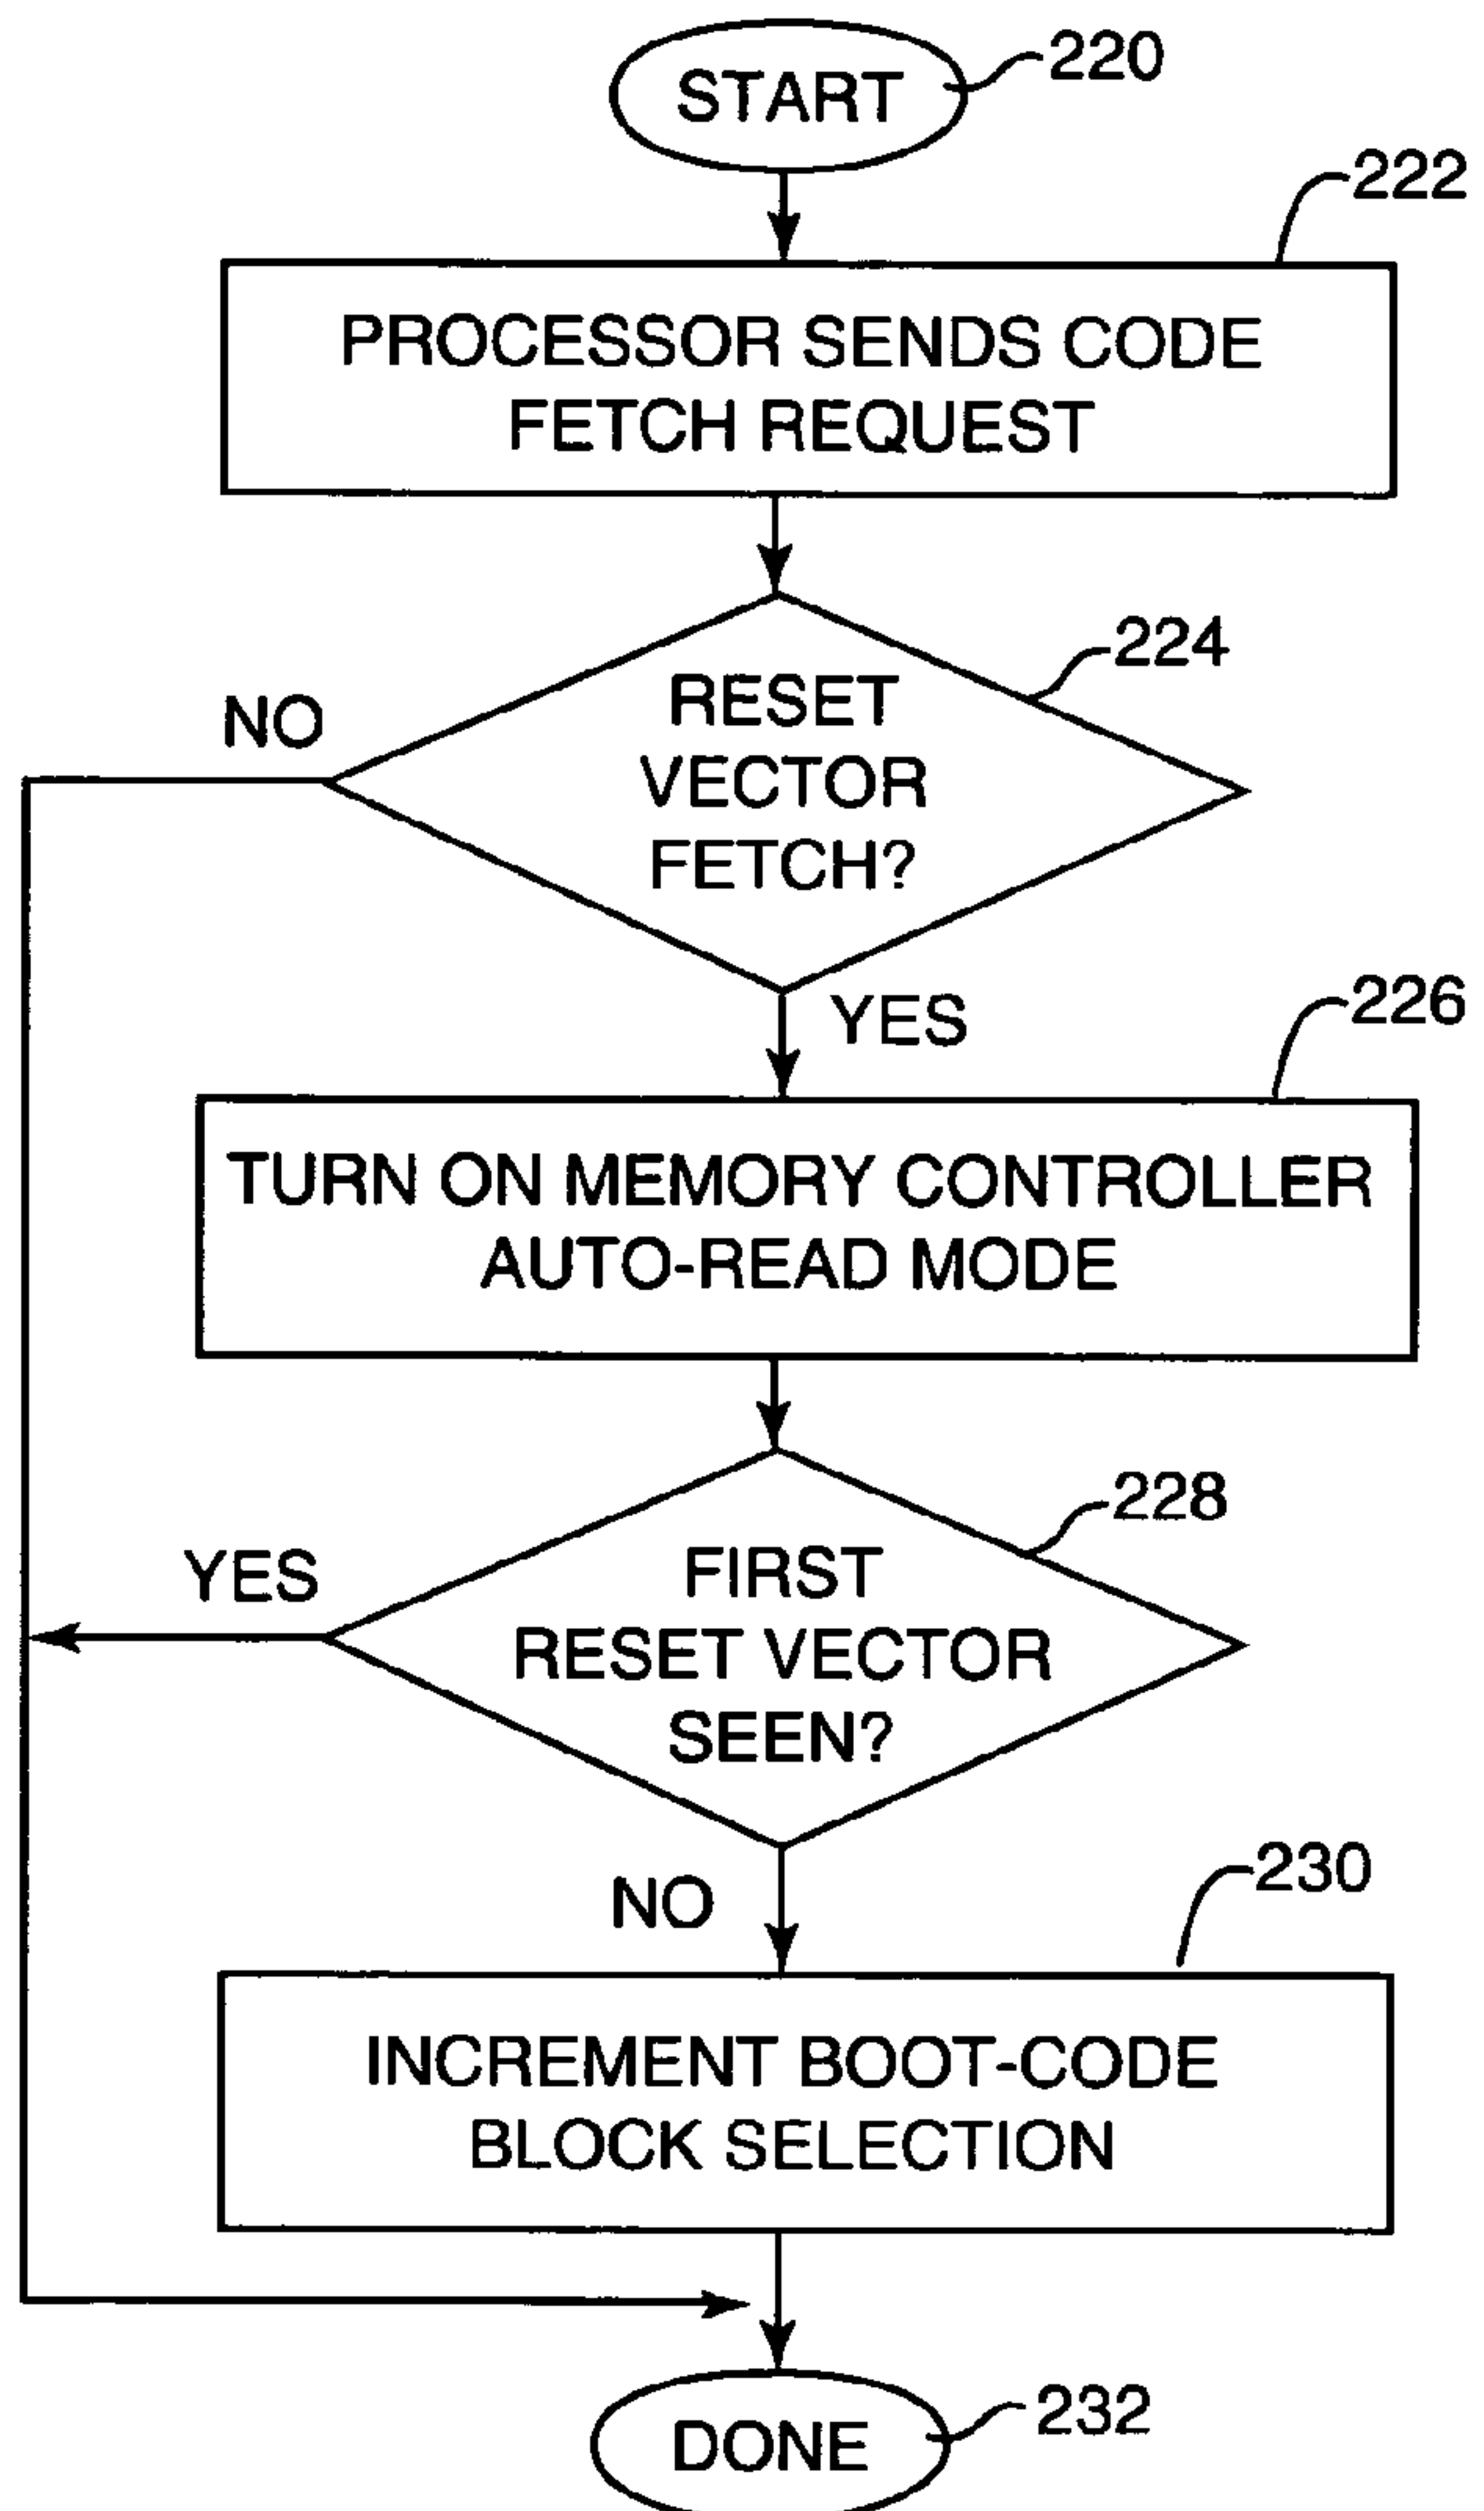 START
220
222
PROCESSOR SENDS CODE
FETCH REQUEST
224
NO
RESET
VECTOR
FETCH?
YES
226
TURN ON MEMORY CONTROLLER
AUTO-READ MODE
228
YES
FIRST
RESET VECTOR
SEEN?
NO
230
INCREMENT BOOT-CODE
BLOCK SELECTION
DONE
232